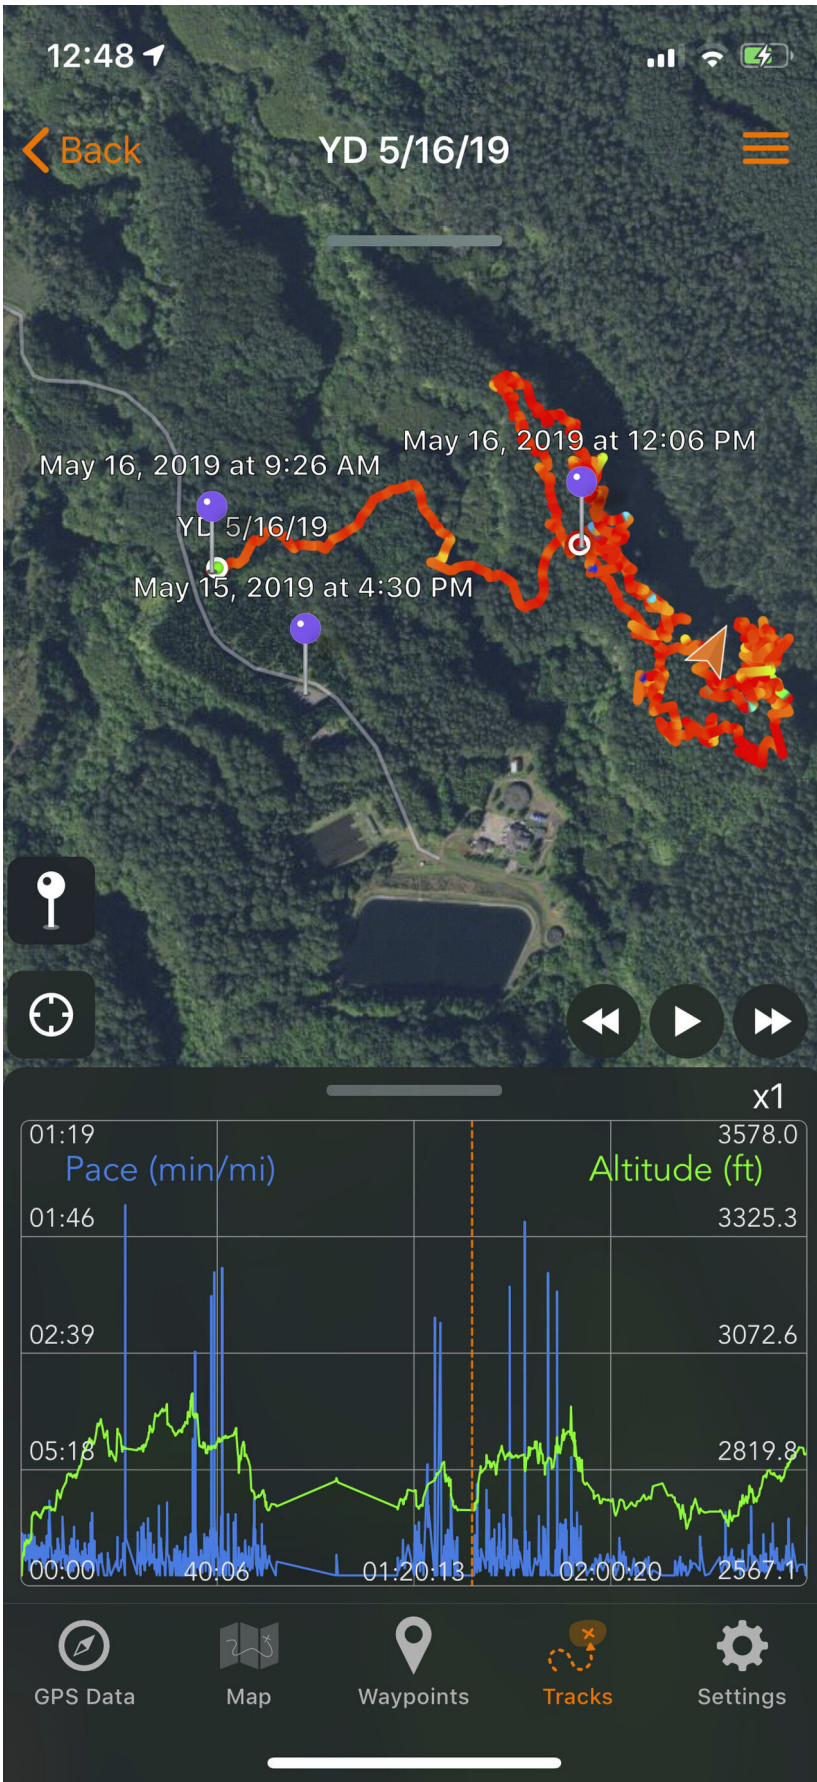 12:48
Back
YD 5/16/19
May 16, 2019 at 12:06 PM
May 16, 2019 at 9:26 AM
YD 5/16/19
May 15, 2019 at 4:30 PM
x1
01:19 3578.0
Pace (min/mi) Altitude (ft)
01:46 3325.3
02:39 3072.6
05:18 2819.8
00:00 40:06 01:20:13 02:00:20 2567.1
GPS Data Map Waypoints Tracks Settings